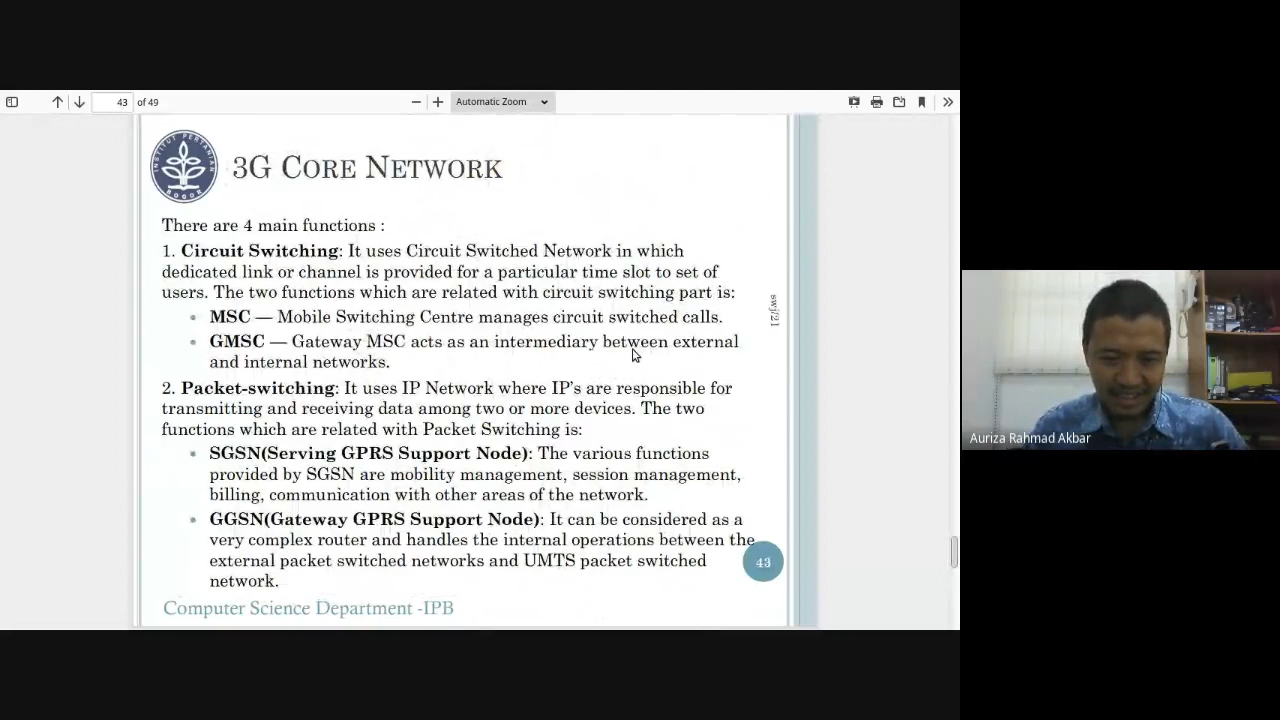 43 of 49
Automatic Zoom
INSTITUT PERTANIAN
BOGOR
3G CORE NETWORK
There are 4 main functions :
1. Circuit Switching: It uses Circuit Switched Network in which
dedicated link or channel is provided for a particular time slot to set of
users. The two functions which are related with circuit switching part is:
MSC — Mobile Switching Centre manages circuit switched calls.
GMSC — Gateway MSC acts as an intermediary between external
and internal networks.
2. Packet-switching: It uses IP Network where IP's are responsible for
transmitting and receiving data among two or more devices. The two
functions which are related with Packet Switching is:
SGSN(Serving GPRS Support Node): The various functions
provided by SGSN are mobility management, session management,
billing, communication with other areas of the network.
GGSN(Gateway GPRS Support Node): It can be considered as a
very complex router and handles the internal operations between the
external packet switched networks and UMTS packet switched
network.
swj/21
43
Computer Science Department -IPB
Auriza Rahmad Akbar